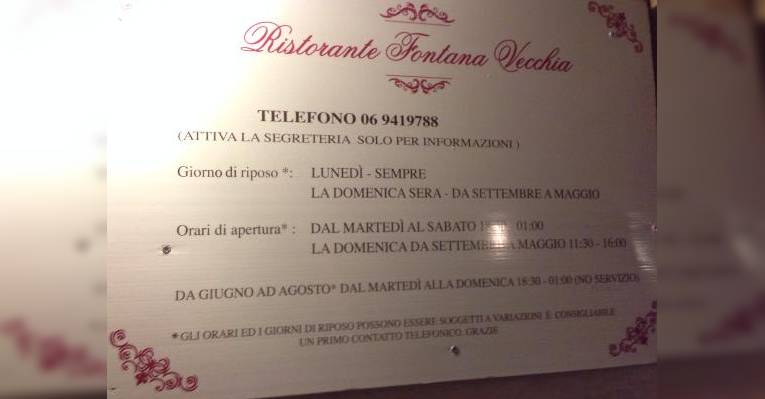 Ristorante Fontana Vecchia
TELEFONO 06 9419788
(ATTIVA LA SEGRETERIA SOLO PER INFORMAZIONI )
Giorno di riposo *: LUNEDÌ - SEMPRE
LA DOMENICA SERA - DA SETTEMBRE A MAGGIO
Orari di apertura* : DAL MARTEDÌ AL SABATO - 01:00
LA DOMENICA DA SETTEMBRE A MAGGIO 11:30 - 16:00
DA GIUGNO AD AGOSTO* DAL MARTEDÌ ALLA DOMENICA 18:30 - 01:00 (NO SERVIZIO)
*GLI ORARI ED I GIORNI DI RIPOSO POSSONO ESSERE SOGGETTI A VARIAZIONI È CONSIGLIABILE
UN PRIMO CONTATTO TELEFONICO. GRAZIE